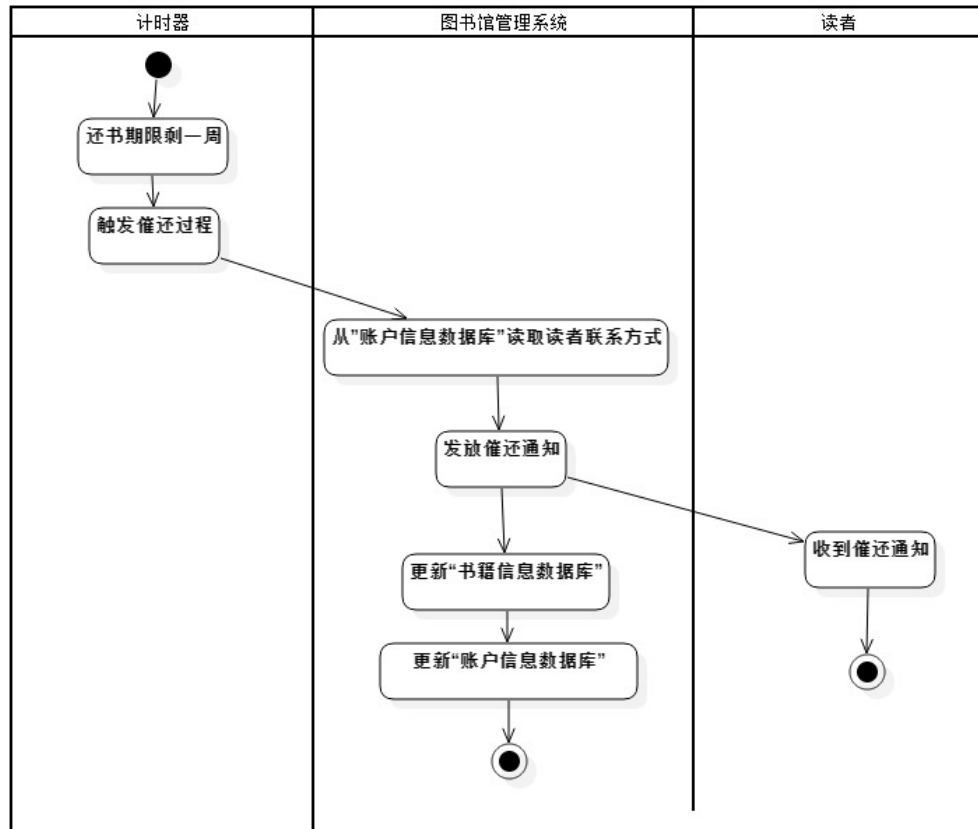 计时器
图书馆管理系统
读者
还书期限剩一周
触发催还过程
从”账户信息数据库”读取读者联系方式
发放催还通知
收到催还通知
更新“书籍信息数据库”
更新“账户信息数据库”